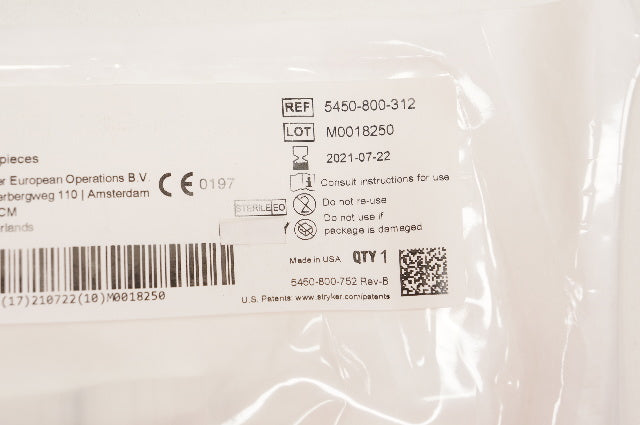 REF 5450-800-312
LOT M0018250
2021-07-22
pieces
er European Operations B.V.
erbergweg 110 | Amsterdam
CM
erlands
CE 0197
Consult instructions for use
STERILE EO
Do not re-use
Do not use if
package is damaged
Made in USA QTY 1
5450-800-752 Rev-B
(17)210722(10)M0018250
U.S. Patents: www.stryker.com/patents